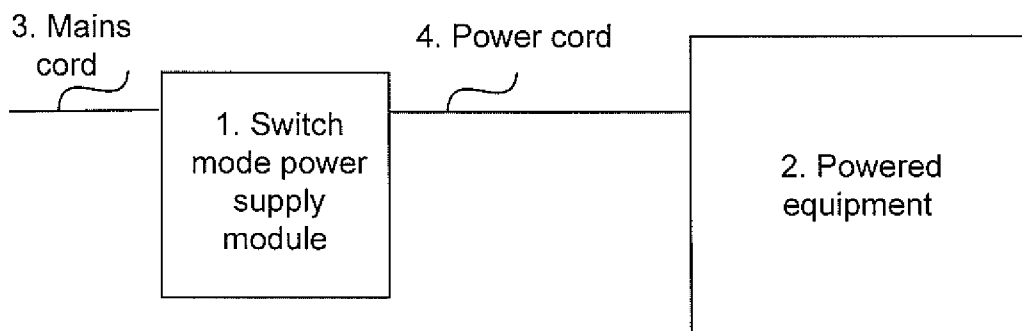 3. Mains
cord
4. Power cord
1. Switch
mode power
supply
module
2. Powered
equipment